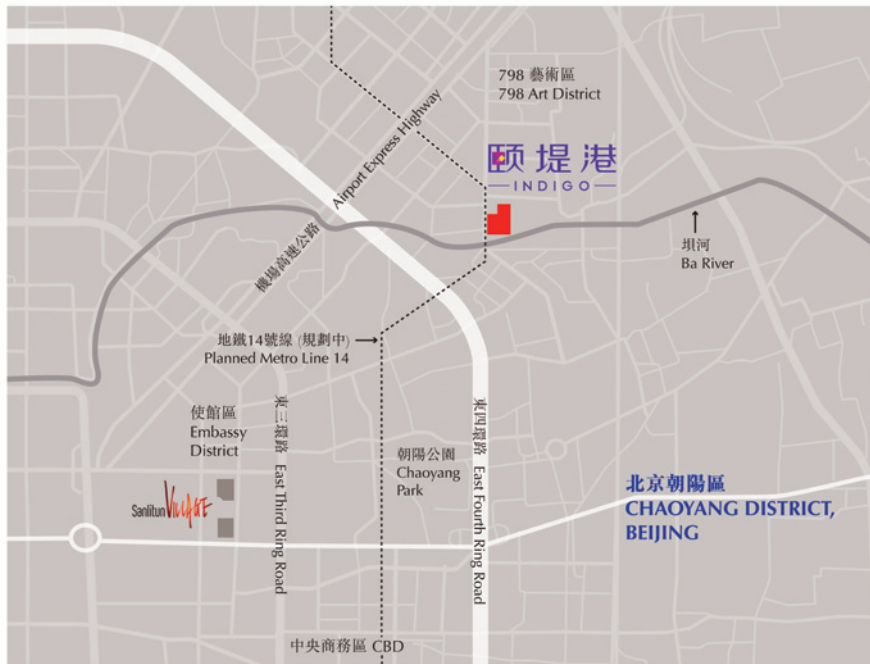 798 藝術區
798 Art District
Airport Express Highway
機場高速公路
頤堤港
INDIGO
壩河
Ba River
地鐵14號線 (規劃中)
Planned Metro Line 14
使館區
Embassy
District
東三環路 East Third Ring Road
朝陽公園
Chaoyang
Park
東四環路 East Fourth Ring Road
Sanlitun VILLAGE
北京朝陽區
CHAOYANG DISTRICT,
BEIJING
中央商務區 CBD